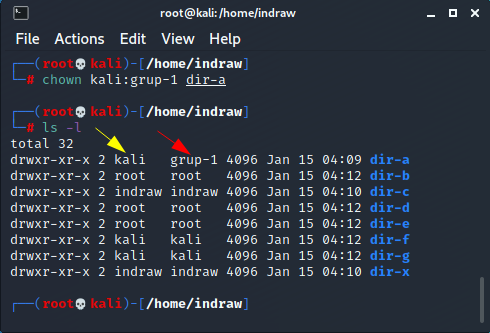 root@kali: /home/indraw
File Actions Edit View Help
┌──(root💀kali)-[/home/indraw]
└─# chown kali:grup-1 dir-a
┌──(root💀kali)-[/home/indraw]
└─# ls -l
total 32
drwxr-xr-x 2 kali   grup-1 4096 Jan 15 04:09 dir-a
drwxr-xr-x 2 root   root   4096 Jan 15 04:12 dir-b
drwxr-xr-x 2 indraw indraw 4096 Jan 15 04:10 dir-c
drwxr-xr-x 2 root   root   4096 Jan 15 04:12 dir-d
drwxr-xr-x 2 root   root   4096 Jan 15 04:12 dir-e
drwxr-xr-x 2 kali   kali   4096 Jan 15 04:12 dir-f
drwxr-xr-x 2 kali   kali   4096 Jan 15 04:12 dir-g
drwxr-xr-x 2 indraw indraw 4096 Jan 15 04:10 dir-x
┌──(root💀kali)-[/home/indraw]